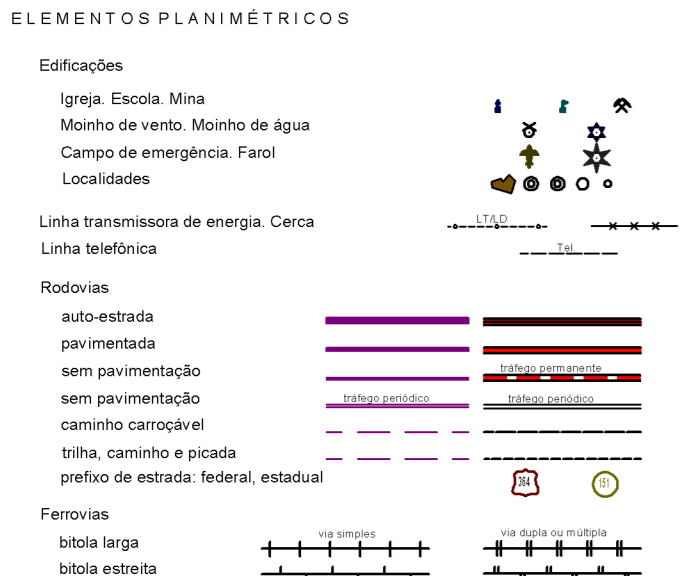 ELEMENTOS PLANIMÉTRICOS
Edificações
Igreja. Escola. Mina
Moinho de vento. Moinho de água
Campo de emergência. Farol
Localidades
Linha transmissora de energia. Cerca LT/LD
Linha telefônica Tel.
Rodovias
auto-estrada
pavimentada
sem pavimentação tráfego permanente
sem pavimentação tráfego periódico tráfego periódico
caminho carroçável
trilha, caminho e picada
prefixo de estrada: federal, estadual 364 151
Ferrovias
bitola larga via simples via dupla ou múltipla
bitola estreita